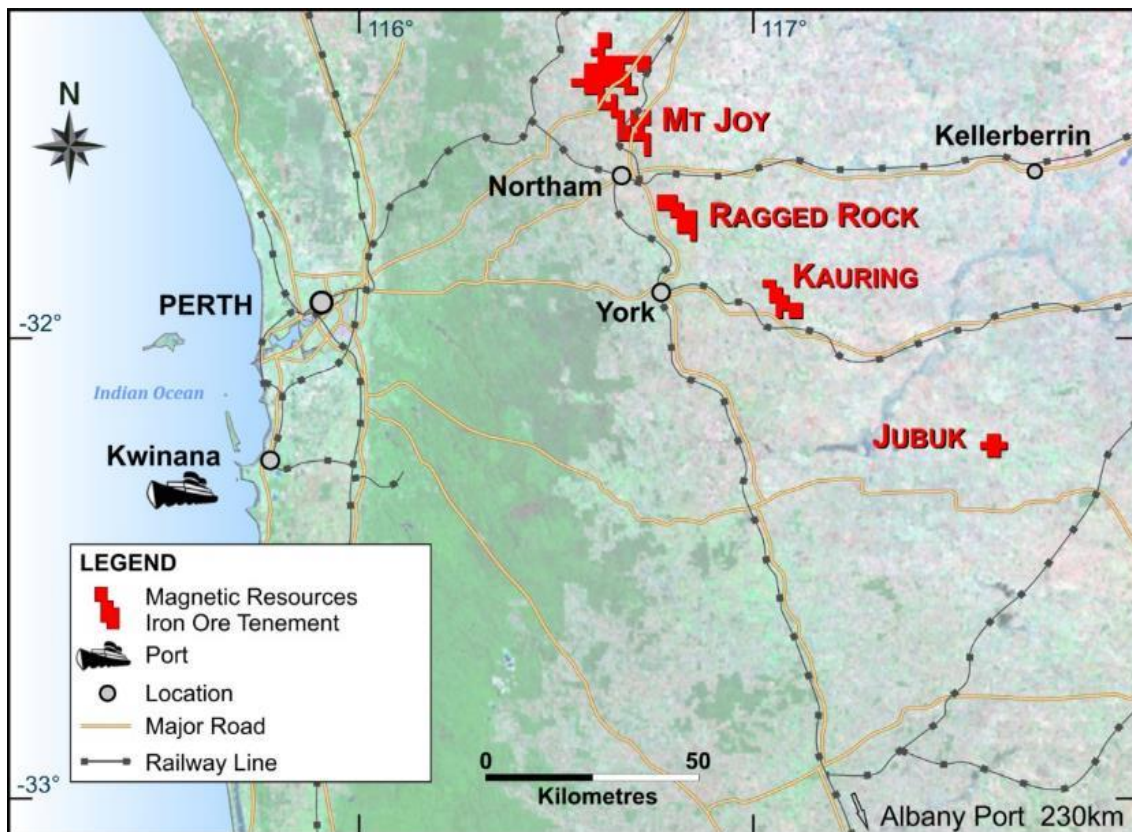 116°
117°
N
MT JOY
Kellerberrin
Northam
RAGGED ROCK
KAURING
PERTH
York
-32°
Indian Ocean
JUBUK
Kwinana
LEGEND
Magnetic Resources
Iron Ore Tenement
Port
Location
Major Road
Railway Line
0 50
Kilometres
-33°
Albany Port 230km